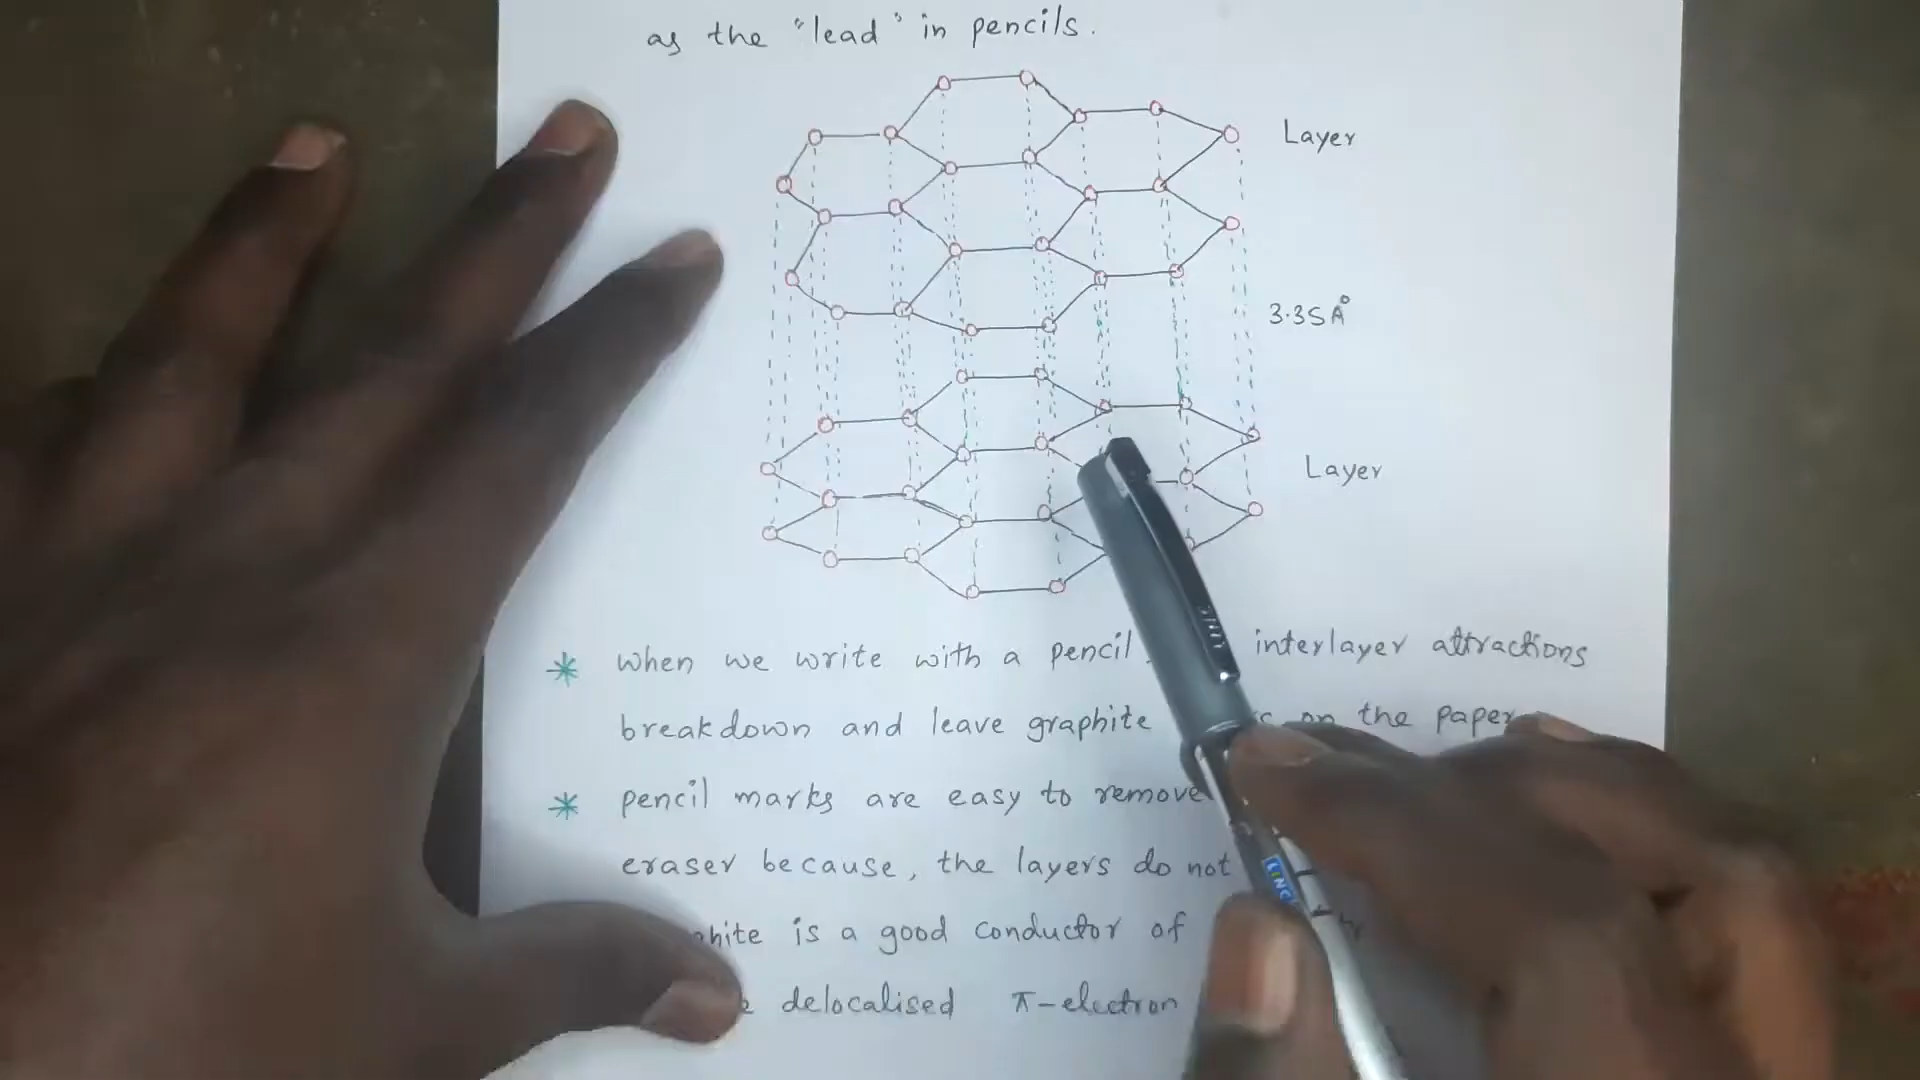 as the "lead" in pencils.
Layer
3.35A°
Layer
* when we write with a pencil, interlayer attractions
breakdown and leave graphite on the paper
* pencil marks are easy to remove
eraser because, the layers do not
is a good conductor of
delocalised π-electron
LINC